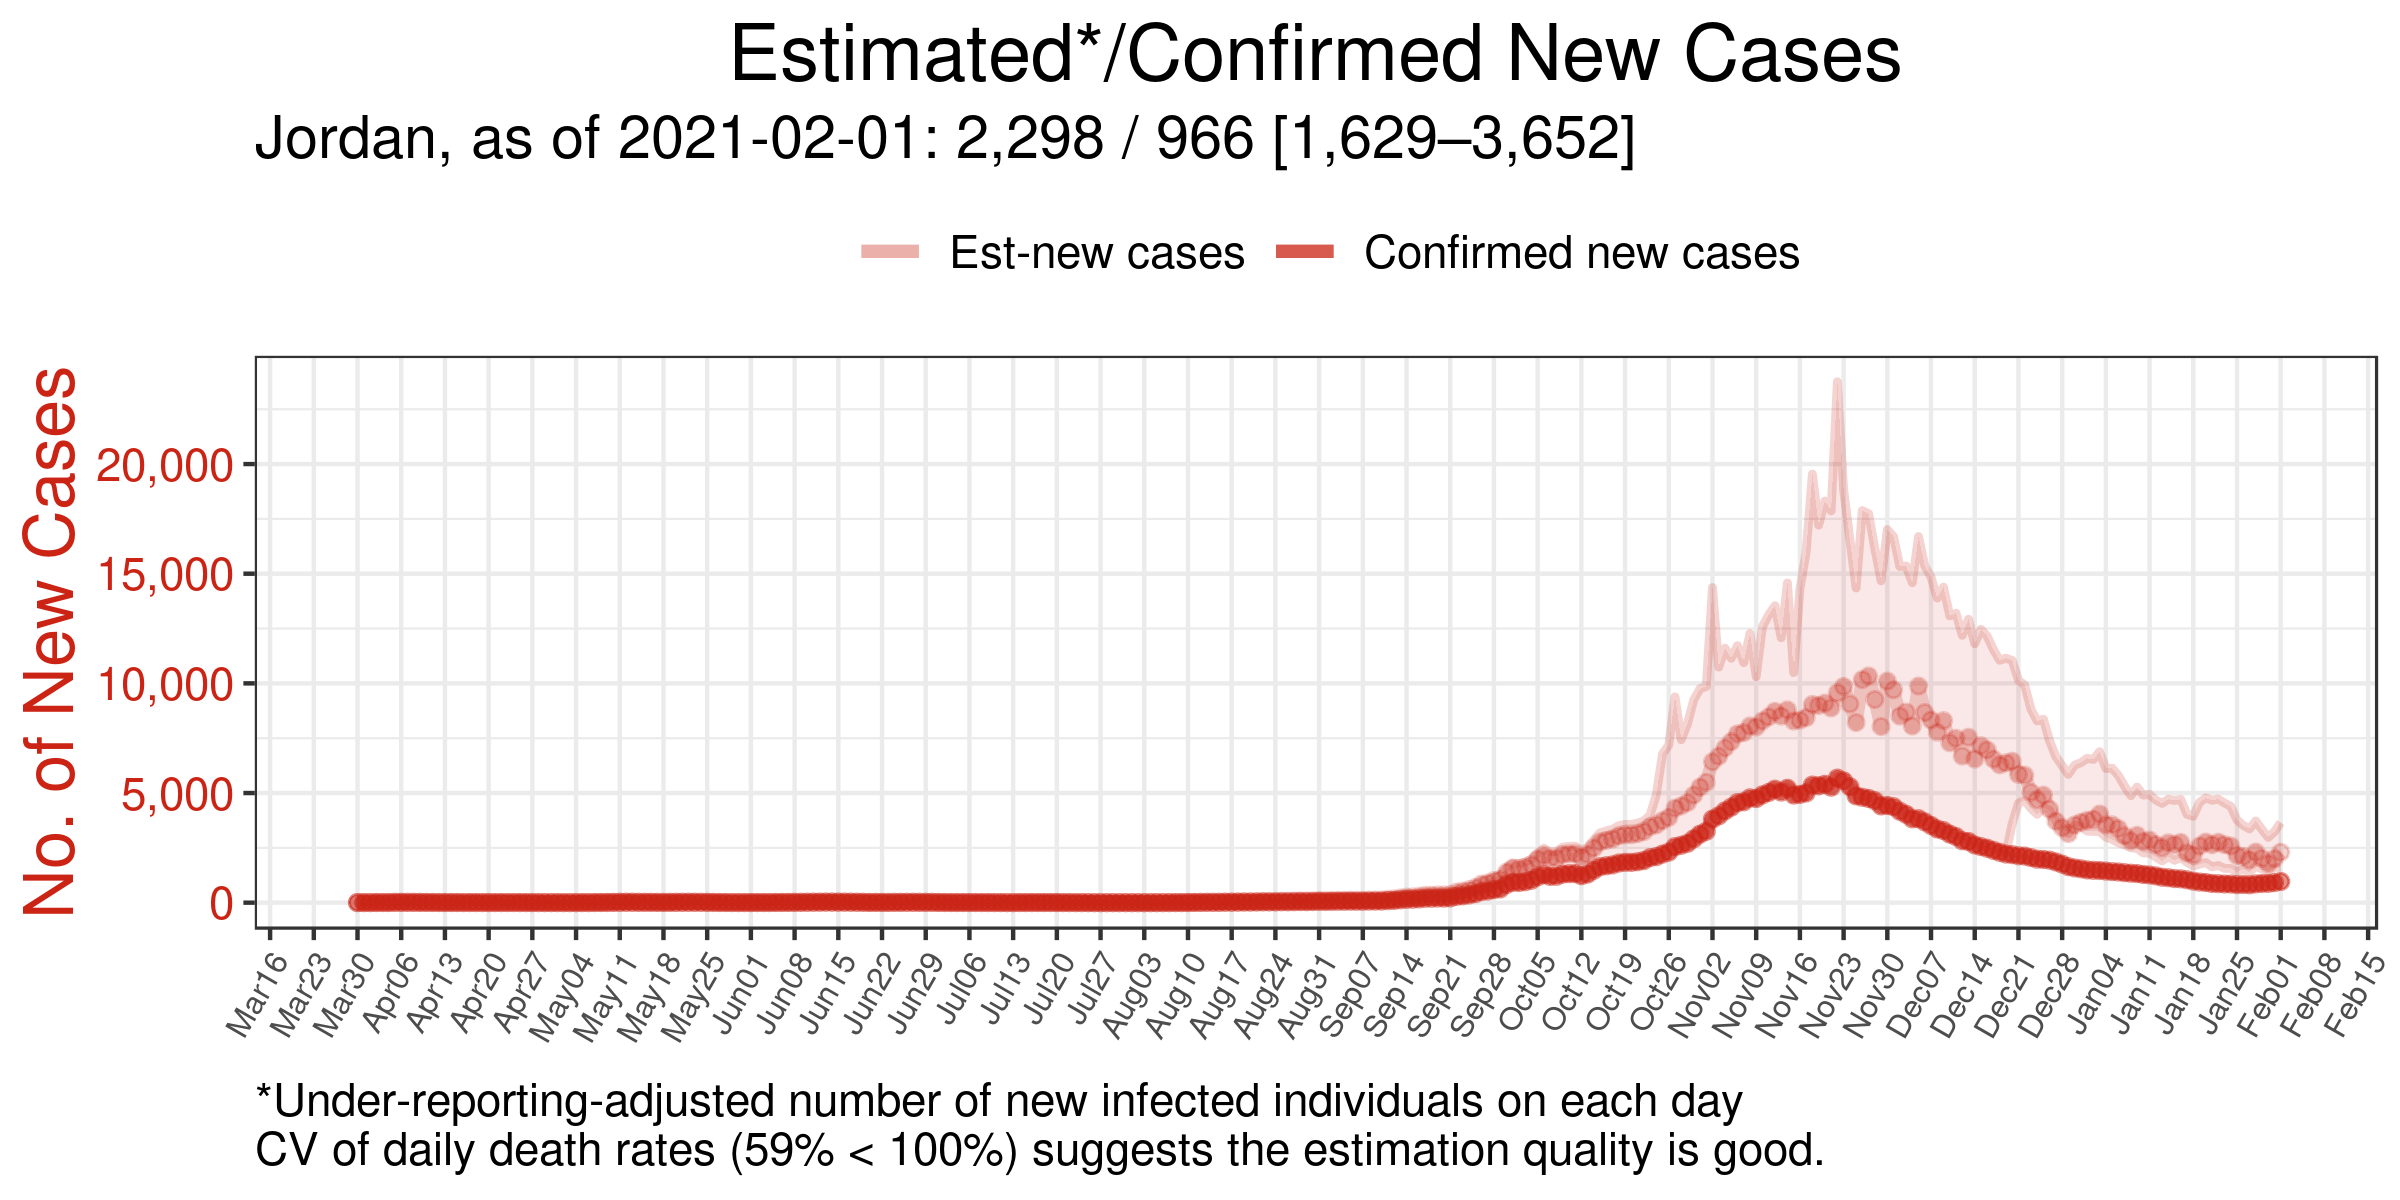 Estimated*/Confirmed New Cases
Jordan, as of 2021-02-01: 2,298 / 966 [1,629–3,652]
Est-new cases
Confirmed new cases
No. of New Cases
20,000
15,000
10,000
5,000
0
Mar16
Mar23
Mar30
Apr06
Apr13
Apr20
Apr27
May04
May11
May18
May25
Jun01
Jun08
Jun15
Jun22
Jun29
Jul06
Jul13
Jul20
Jul27
Aug03
Aug10
Aug17
Aug24
Aug31
Sep07
Sep14
Sep21
Sep28
Oct05
Oct12
Oct19
Oct26
Nov02
Nov09
Nov16
Nov23
Nov30
Dec07
Dec14
Dec21
Dec28
Jan04
Jan11
Jan18
Jan25
Feb01
Feb08
Feb15
*Under-reporting-adjusted number of new infected individuals on each day
CV of daily death rates (59% < 100%) suggests the estimation quality is good.